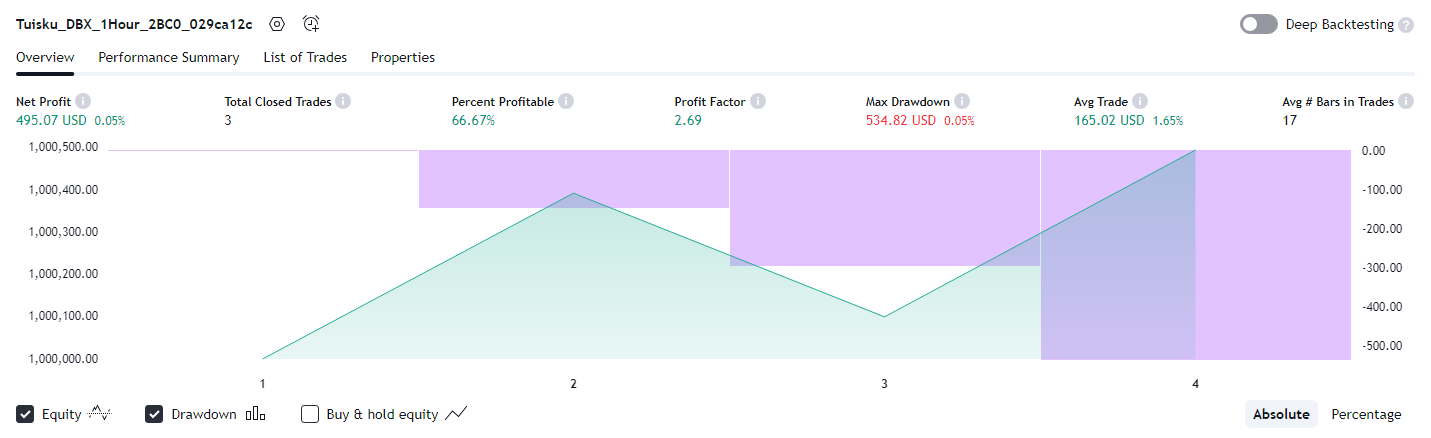 Tuisku_DBX_1Hour_2BC0_029ca12c Deep Backtesting ?
Overview Performance Summary List of Trades Properties
Net Profit i Total Closed Trades i Percent Profitable i Profit Factor i Max Drawdown i Avg Trade i Avg # Bars in Trades i
495.07 USD 0.05% 3 66.67% 2.69 534.82 USD 0.05% 165.02 USD 1.65% 17
1,000,500.00 0.00
1,000,400.00 -100.00
1,000,300.00 -200.00
1,000,200.00 -300.00
1,000,100.00 -400.00
1,000,000.00 -500.00
1 2 3 4
Equity Drawdown Buy & hold equity Absolute Percentage